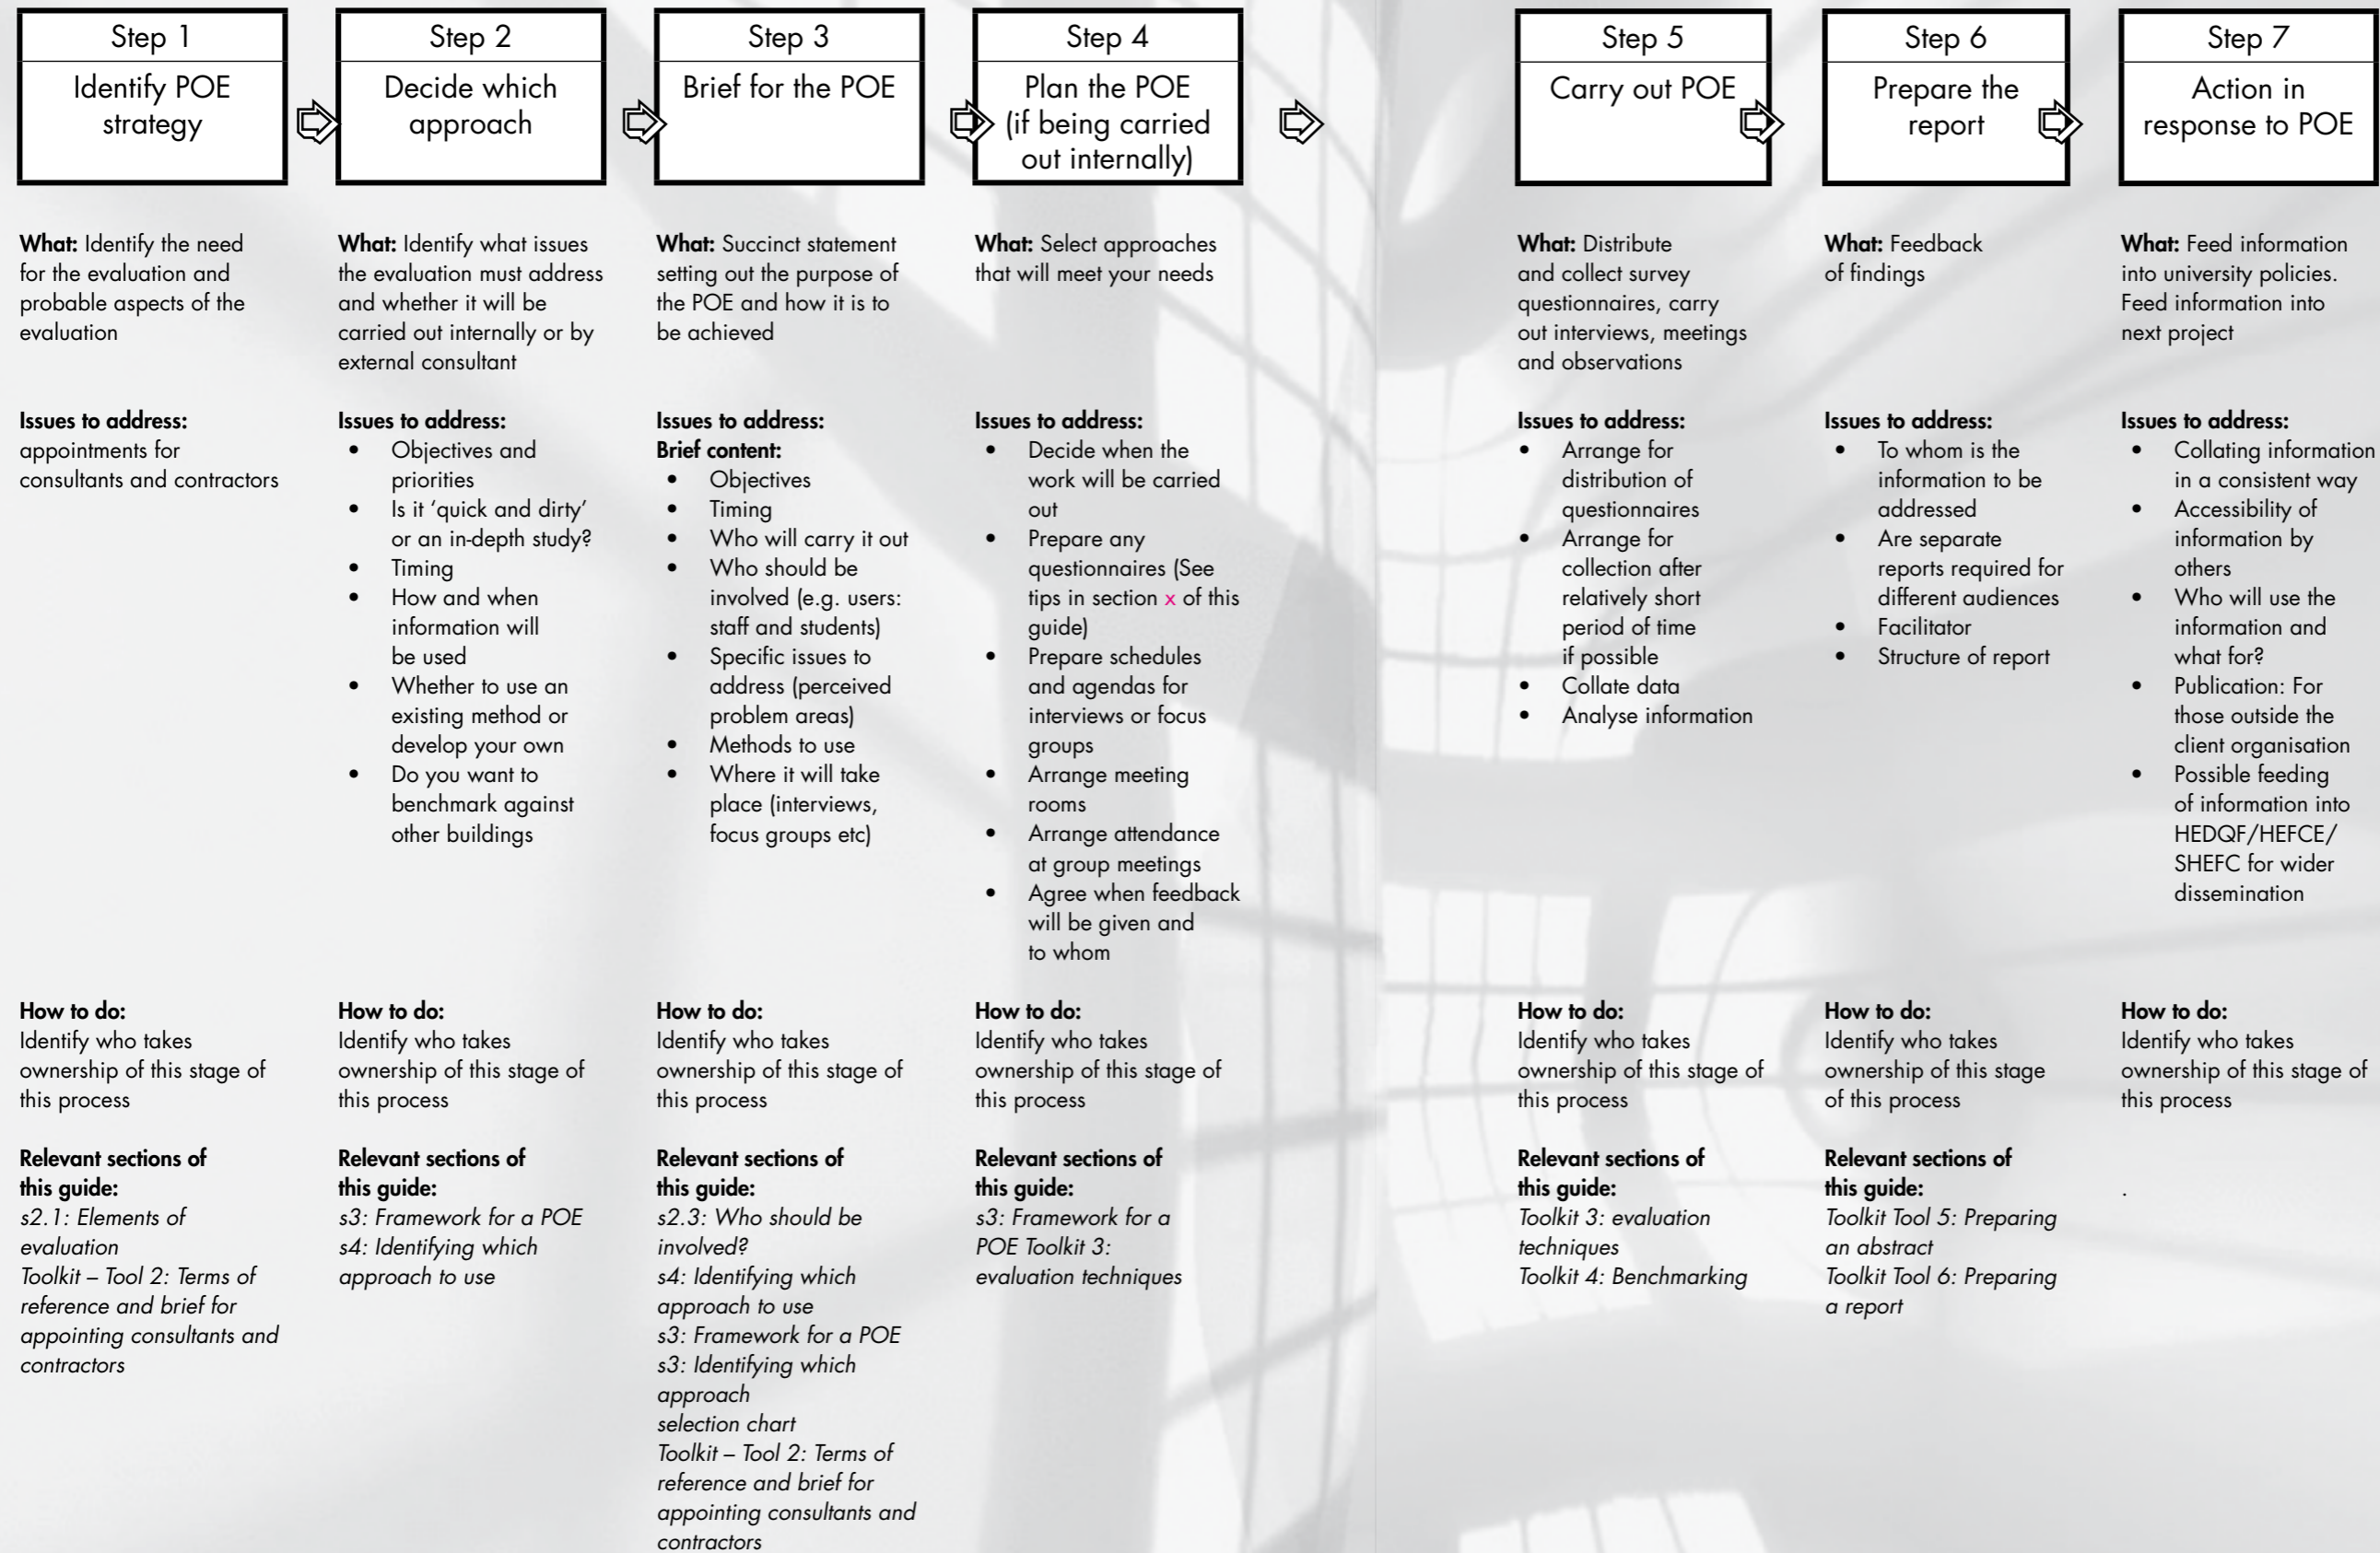 Step 1
Identify POE
strategy
What: Identify the need
for the evaluation and
probable aspects of the
evaluation
Issues to address:
appointments for
consultants and contractors
How to do:
Identify who takes
ownership of this stage of
this process
Relevant sections of
this guide:
s2.1: Elements of
evaluation
Toolkit – Tool 2: Terms of
reference and brief for
appointing consultants and
contractors
Step 2
Decide which
approach
What: Identify what issues
the evaluation must address
and whether it will be
carried out internally or by
external consultant
Issues to address:
• Objectives and
priorities
• Is it ‘quick and dirty’
or an in-depth study?
• Timing
• How and when
information will
be used
• Whether to use an
existing method or
develop your own
• Do you want to
benchmark against
other buildings
How to do:
Identify who takes
ownership of this stage of
this process
Relevant sections of
this guide:
s3: Framework for a POE
s4: Identifying which
approach to use
Step 3
Brief for the POE
What: Succinct statement
setting out the purpose of
the POE and how it is to
be achieved
Issues to address:
Brief content:
• Objectives
• Timing
• Who will carry it out
• Who should be
involved (e.g. users:
staff and students)
• Specific issues to
address (perceived
problem areas)
• Methods to use
• Where it will take
place (interviews,
focus groups etc)
How to do:
Identify who takes
ownership of this stage of
this process
Relevant sections of
this guide:
s2.3: Who should be
involved?
s4: Identifying which
approach to use
s3: Framework for a POE
s3: Identifying which
approach
selection chart
Toolkit – Tool 2: Terms of
reference and brief for
appointing consultants and
contractors
Step 4
Plan the POE
(if being carried
out internally)
What: Select approaches
that will meet your needs
Issues to address:
• Decide when the
work will be carried
out
• Prepare any
questionnaires (See
tips in section x of this
guide)
• Prepare schedules
and agendas for
interviews or focus
groups
• Arrange meeting
rooms
• Arrange attendance
at group meetings
• Agree when feedback
will be given and
to whom
How to do:
Identify who takes
ownership of this stage of
this process
Relevant sections of
this guide:
s3: Framework for a
POE Toolkit 3:
evaluation techniques
Step 5
Carry out POE
What: Distribute
and collect survey
questionnaires, carry
out interviews, meetings
and observations
Issues to address:
• Arrange for
distribution of
questionnaires
• Arrange for
collection after
relatively short
period of time
if possible
• Collate data
• Analyse information
How to do:
Identify who takes
ownership of this stage of
this process
Relevant sections of
this guide:
Toolkit 3: evaluation
techniques
Toolkit 4: Benchmarking
Step 6
Prepare the
report
What: Feedback
of findings
Issues to address:
• To whom is the
information to be
addressed
• Are separate
reports required for
different audiences
• Facilitator
• Structure of report
How to do:
Identify who takes
ownership of this stage
of this process
Relevant sections of
this guide:
Toolkit Tool 5: Preparing
an abstract
Toolkit Tool 6: Preparing
a report
Step 7
Action in
response to POE
What: Feed information
into university policies.
Feed information into
next project
Issues to address:
• Collating information
in a consistent way
• Accessibility of
information by
others
• Who will use the
information and
what for?
• Publication: For
those outside the
client organisation
• Possible feeding
of information into
HEDQF/HEFCE/
SHEFC for wider
dissemination
How to do:
Identify who takes
ownership of this stage of
this process
.